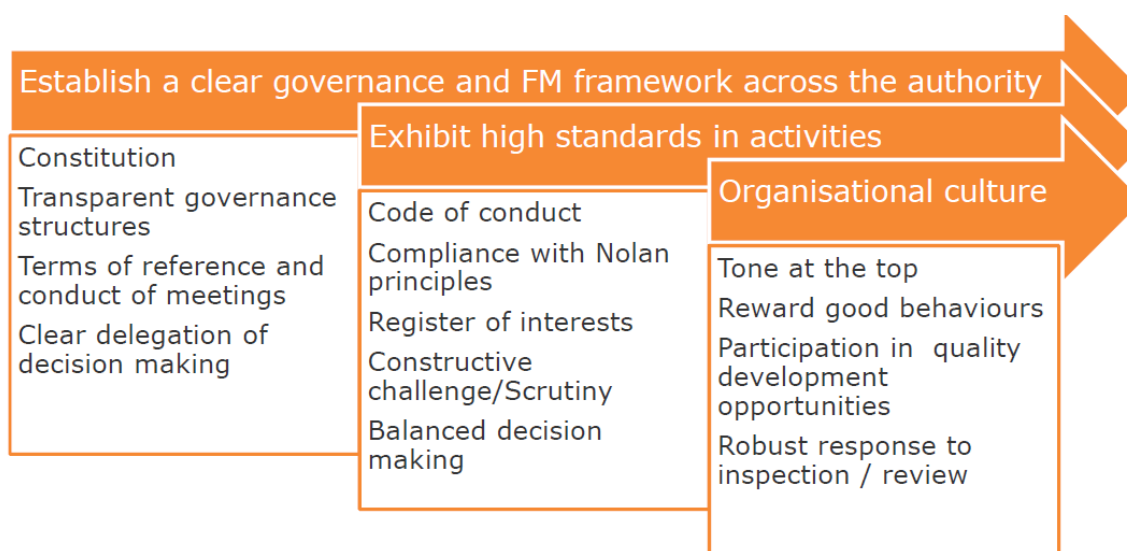 Establish a clear governance and FM framework across the authority
Constitution
Transparent governance
structures
Terms of reference and
conduct of meetings
Clear delegation of
decision making
Exhibit high standards in activities
Code of conduct
Compliance with Nolan
principles
Register of interests
Constructive
challenge/Scrutiny
Balanced decision
making
Organisational culture
Tone at the top
Reward good behaviours
Participation in  quality
development
opportunities
Robust response to
inspection / review